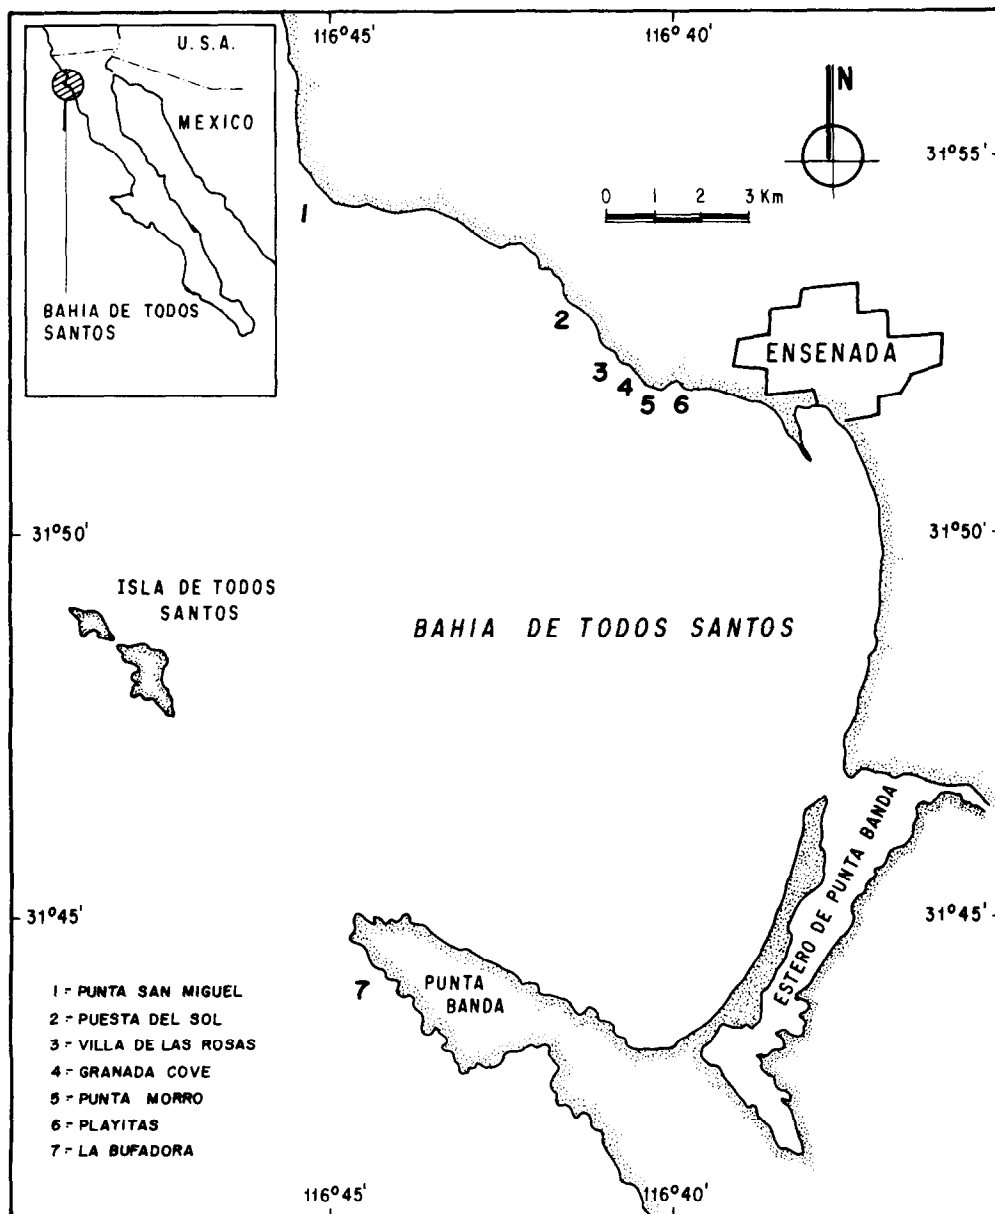 116°45'
116°40'
U.S.A.
MEXICO
BAHIA DE TODOS
SANTOS
N
31°55'
0 1 2 3 Km
1
2
3
4
5
6
ENSENADA
31°50'
31°50'
ISLA DE TODOS
SANTOS
BAHIA DE TODOS SANTOS
31°45'
31°45'
ESTERO DE PUNTA BANDA
7
PUNTA
BANDA
1 - PUNTA SAN MIGUEL
2 - PUESTA DEL SOL
3 - VILLA DE LAS ROSAS
4 - GRANADA COVE
5 - PUNTA MORRO
6 - PLAYITAS
7 - LA BUFADORA
116°45'
116°40'